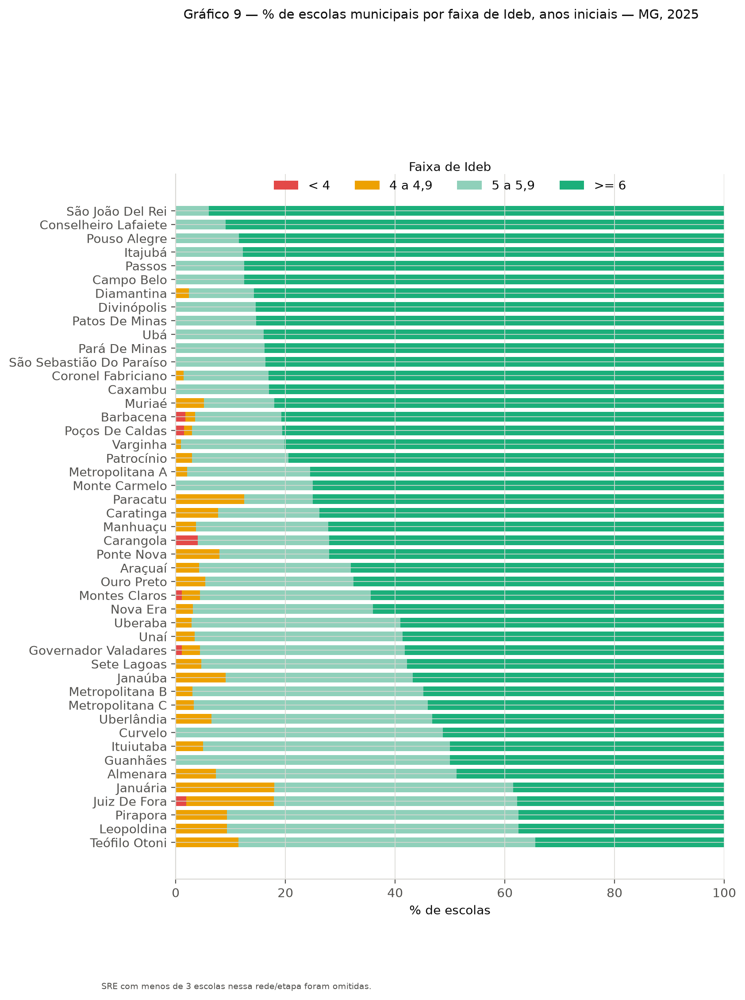 Gráfico 9 — % de escolas municipais por faixa de Ideb, anos iniciais — MG, 2025
Faixa de Ideb
< 4 4 a 4,9 5 a 5,9 >= 6
São João Del Rei
Conselheiro Lafaiete
Pouso Alegre
Itajubá
Passos
Campo Belo
Diamantina
Divinópolis
Patos De Minas
Ubá
Pará De Minas
São Sebastião Do Paraíso
Coronel Fabriciano
Caxambu
Muriaé
Barbacena
Poços De Caldas
Varginha
Patrocínio
Metropolitana A
Monte Carmelo
Paracatu
Caratinga
Manhuaçu
Carangola
Ponte Nova
Araçuaí
Ouro Preto
Montes Claros
Nova Era
Uberaba
Unaí
Governador Valadares
Sete Lagoas
Janaúba
Metropolitana B
Metropolitana C
Uberlândia
Curvelo
Ituiutaba
Guanhães
Almenara
Januária
Juiz De Fora
Pirapora
Leopoldina
Teófilo Otoni
0 20 40 60 80 100
% de escolas
SRE com menos de 3 escolas nessa rede/etapa foram omitidas.